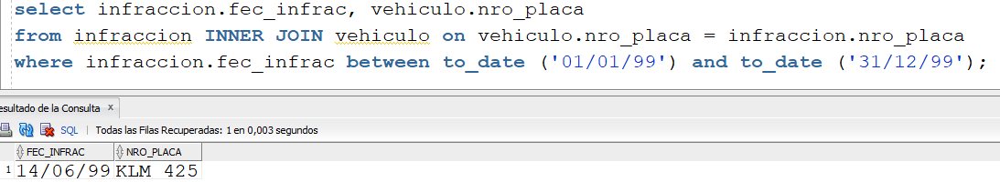 select infraccion.fec_infrac, vehiculo.nro_placa
from infraccion INNER JOIN vehiculo on vehiculo.nro_placa = infraccion.nro_placa
where infraccion.fec_infrac between to_date ('01/01/99') and to_date ('31/12/99');
esultado de la Consulta x
SQL | Todas las Filas Recuperadas: 1 en 0,003 segundos
FEC_INFRAC NRO_PLACA
1 14/06/99 KLM 425